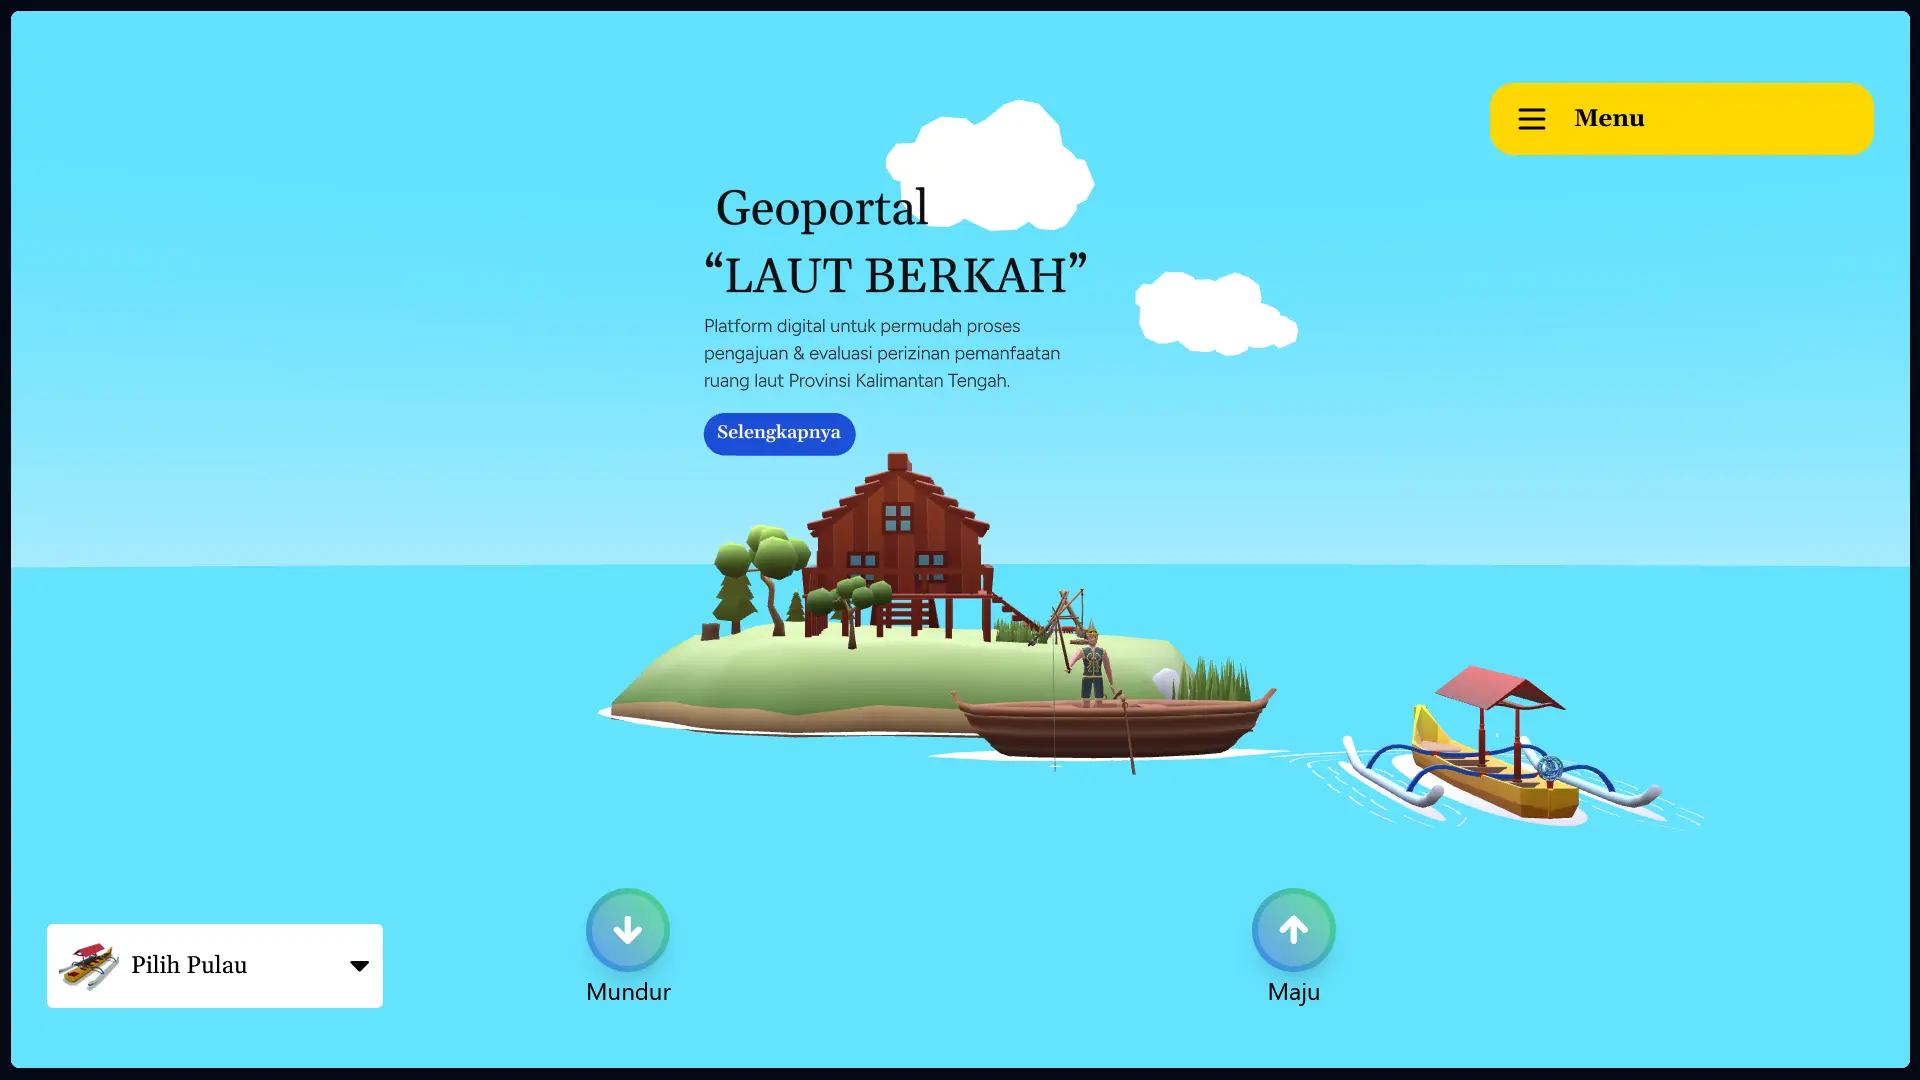 Menu
Geoportal
“LAUT BERKAH”
Platform digital untuk permudah proses
pengajuan & evaluasi perizinan pemanfaatan
ruang laut Provinsi Kalimantan Tengah.
Selengkapnya
Pilih Pulau
Mundur
Maju